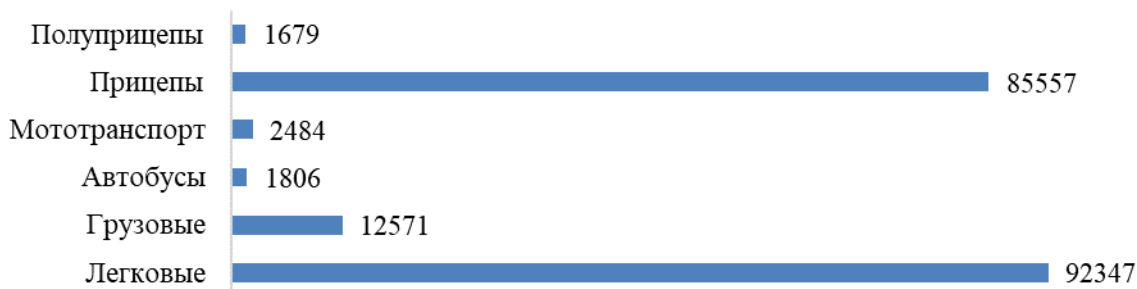 Полуприцепы 1679
Прицепы 85557
Мототранспорт 2484
Автобусы 1806
Грузовые 12571
Легковые 92347